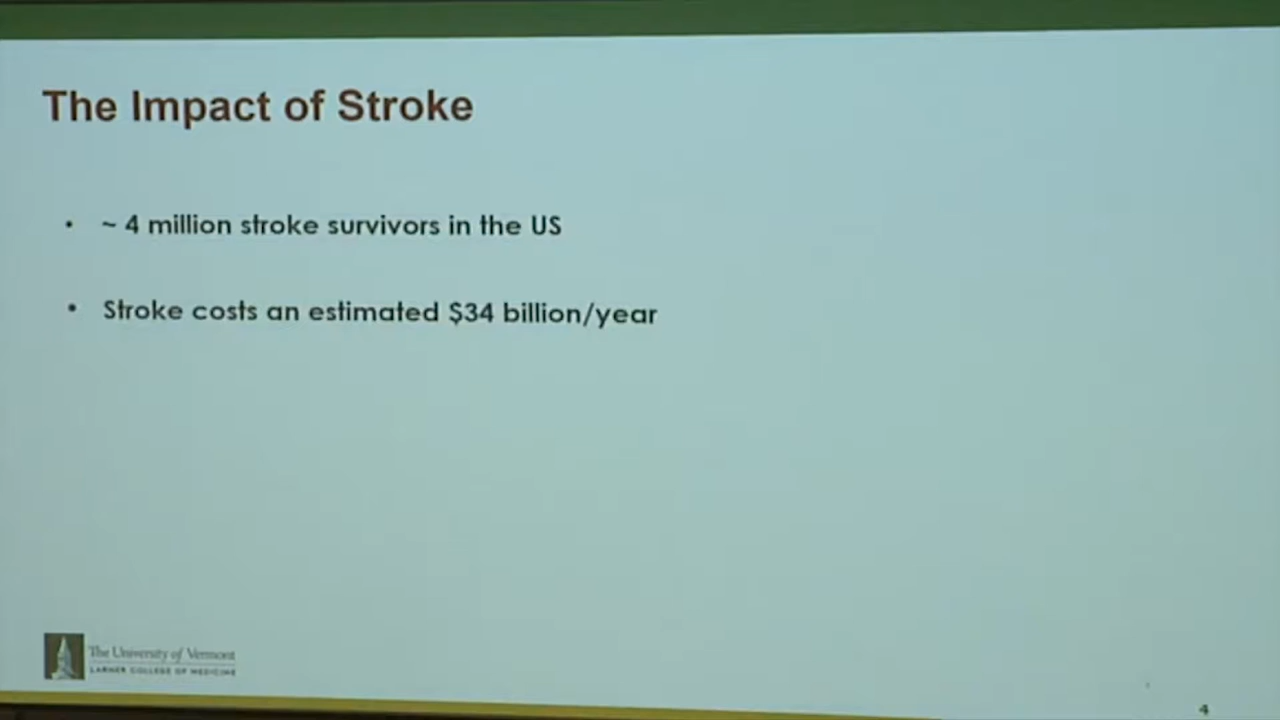 The Impact of Stroke
• ~ 4 million stroke survivors in the US
• Stroke costs an estimated $34 billion/year
The University of Vermont
LARNER COLLEGE OF MEDICINE
4